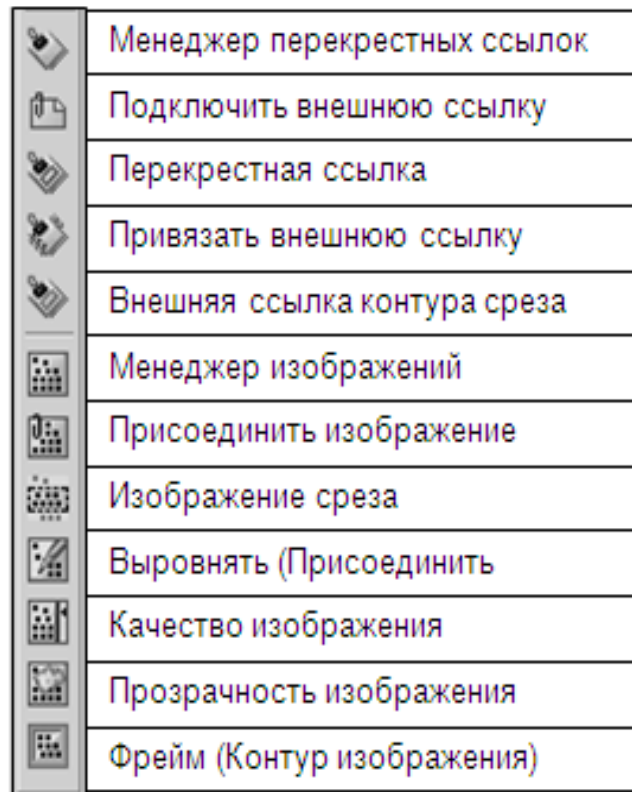 Менеджер перекрестных ссылок
Подключить внешнюю ссылку
Перекрестная ссылка
Привязать внешнюю ссылку
Внешняя ссылка контура среза
Менеджер изображений
Присоединить изображение
Изображение среза
Выровнять (Присоединить
Качество изображения
Прозрачность изображения
Фрейм (Контур изображения)